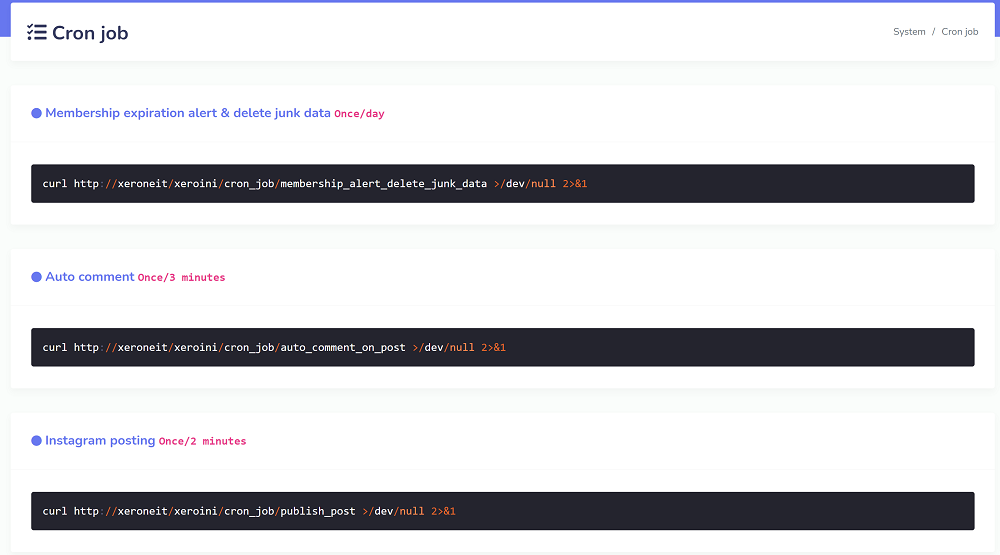 Cron job
System / Cron job
Membership expiration alert & delete junk data Once/day
curl http://xeroneit/xeroini/cron_job/membership_alert_delete_junk_data >/dev/null 2>&1
Auto comment Once/3 minutes
curl http://xeroneit/xeroini/cron_job/auto_comment_on_post >/dev/null 2>&1
Instagram posting Once/2 minutes
curl http://xeroneit/xeroini/cron_job/publish_post >/dev/null 2>&1